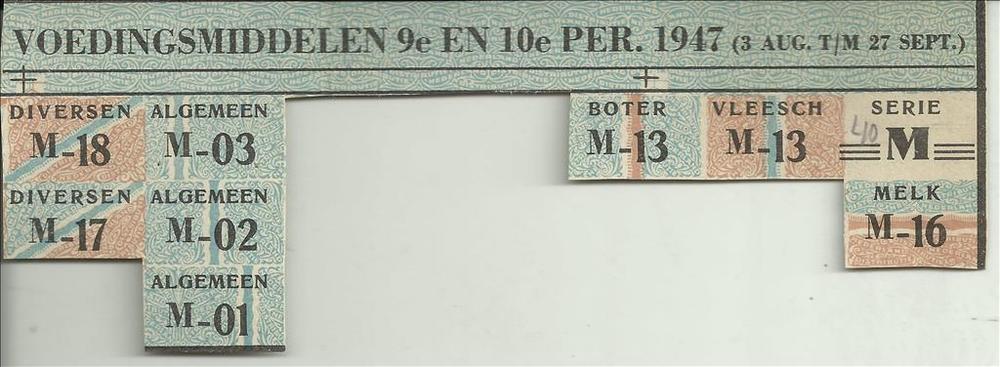 VOEDINGSMIDDELEN 9e EN 10e PER. 1947 (3 AUG. T/M 27 SEPT.)
DIVERSEN ALGEMEEN BOTER VLEESCH SERIE
M-18 M-03 M-13 M-13 40 M
DIVERSEN ALGEMEEN MELK
M-17 M-02 M-16
ALGEMEEN
M-01